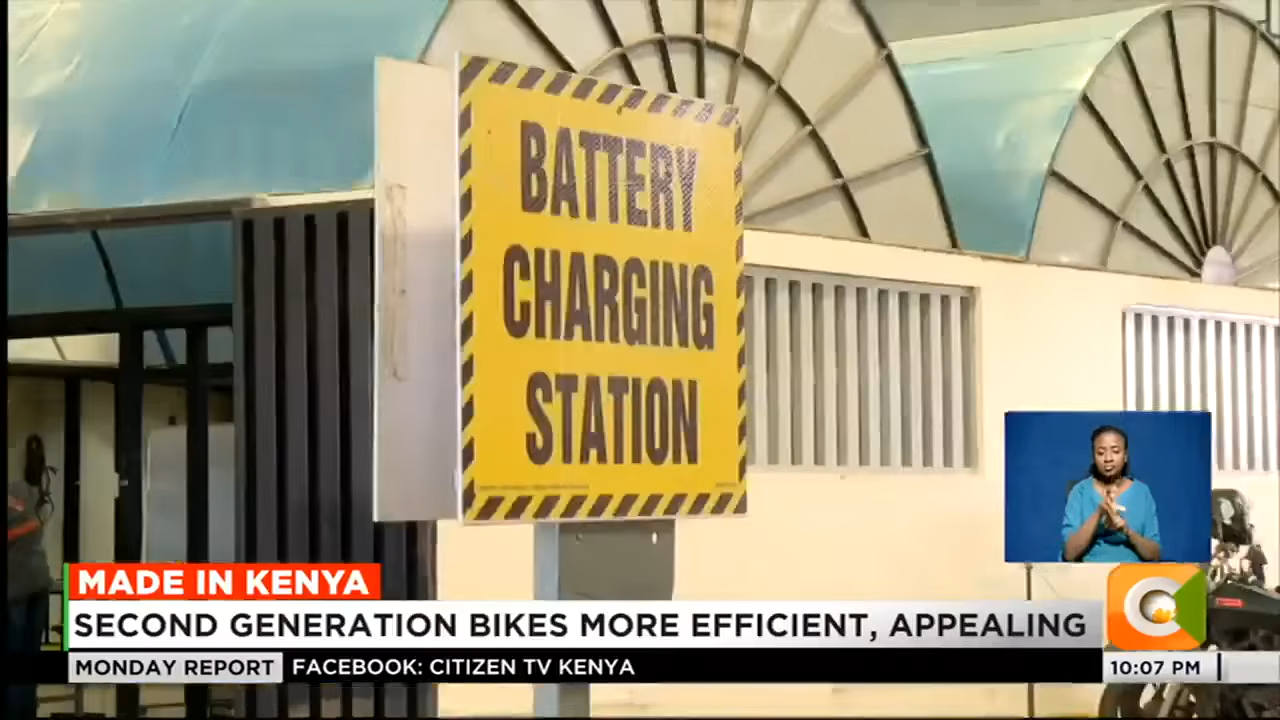 BATTERY
CHARGING
STATION
MADE IN KENYA
SECOND GENERATION BIKES MORE EFFICIENT, APPEALING
MONDAY REPORT FACEBOOK: CITIZEN TV KENYA 10:07 PM